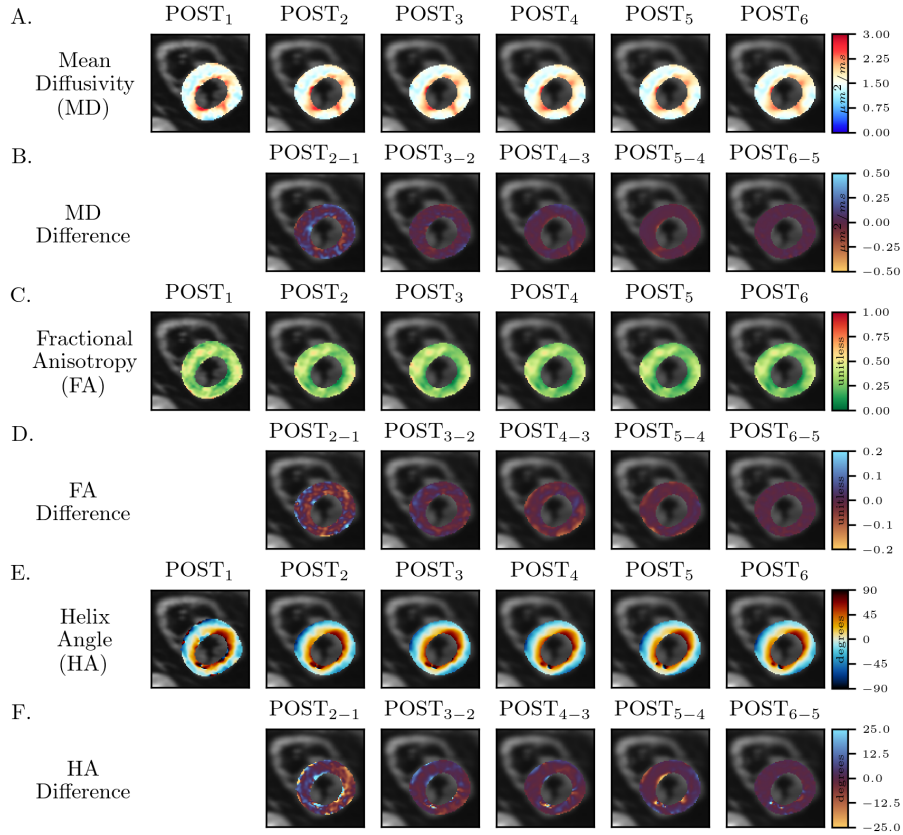 A.
POST₁ POST₂ POST₃ POST₄ POST₅ POST₆
Mean
Diffusivity
(MD)
3.00
2.25
1.50
0.75
0.00
μm²/ms
B.
POST₂₋₁ POST₃₋₂ POST₄₋₃ POST₅₋₄ POST₆₋₅
MD
Difference
0.50
0.25
0.00
−0.25
−0.50
μm²/ms
C.
POST₁ POST₂ POST₃ POST₄ POST₅ POST₆
Fractional
Anisotropy
(FA)
1.00
0.75
0.50
0.25
0.00
unitless
D.
POST₂₋₁ POST₃₋₂ POST₄₋₃ POST₅₋₄ POST₆₋₅
FA
Difference
0.2
0.1
0.0
−0.1
−0.2
unitless
E.
POST₁ POST₂ POST₃ POST₄ POST₅ POST₆
Helix
Angle
(HA)
90
45
0
−45
−90
degrees
F.
POST₂₋₁ POST₃₋₂ POST₄₋₃ POST₅₋₄ POST₆₋₅
HA
Difference
25.0
12.5
0.0
−12.5
−25.0
degrees